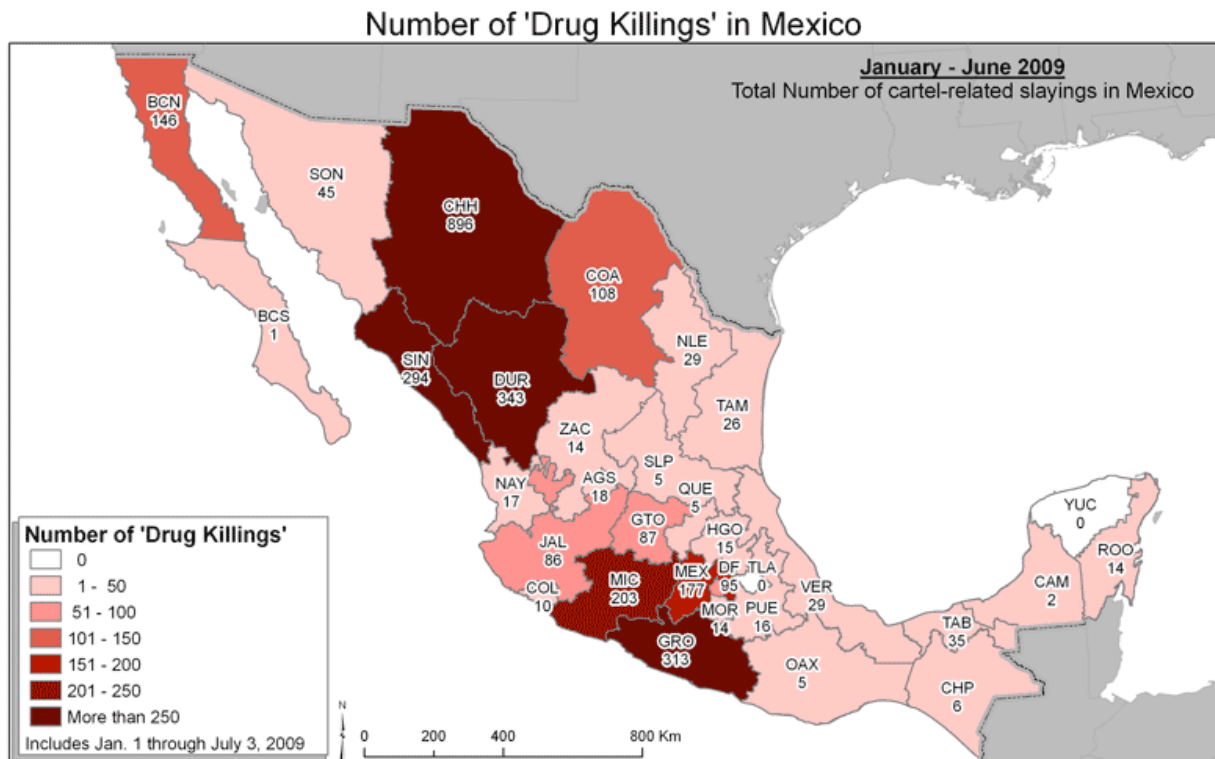 Number of 'Drug Killings' in Mexico
January - June 2009
Total Number of cartel-related slayings in Mexico
BCN
146
SON
45
CHH
896
COA
108
BCS
1
SIN
294
DUR
343
NLE
29
TAM
26
ZAC
14
SLP
5
NAY
17
AGS
18
QUE
5
YUC
0
GTO
87
HGO
15
JAL
86
ROO
14
MIC
203
MEX
177
DF
95
TLA
0
CAM
2
COL
10
VER
29
MOR
14
PUE
16
TAB
35
GRO
313
OAX
5
CHP
6
Number of 'Drug Killings'
0
1 - 50
51 - 100
101 - 150
151 - 200
201 - 250
More than 250
Includes Jan. 1 through July 3, 2009
N
0 200 400 800 Km